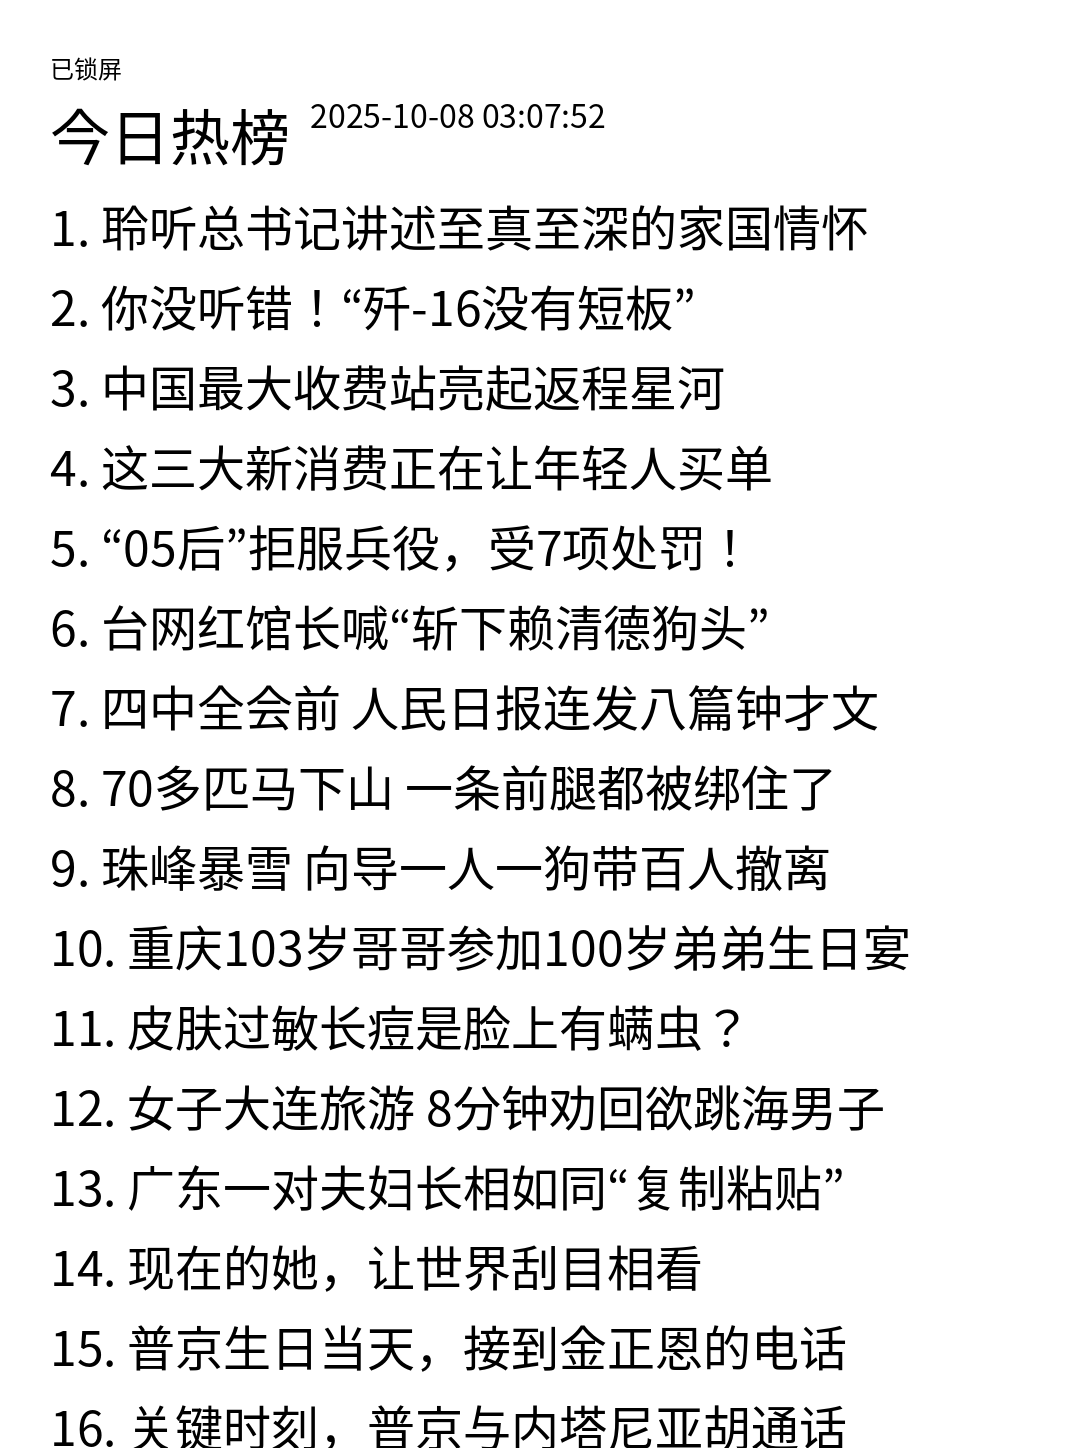 已锁屏
今日热榜 2025-10-08 03:07:52
1. 聆听总书记讲述至真至深的家国情怀
2. 你没听错！“歼-16没有短板”
3. 中国最大收费站亮起返程星河
4. 这三大新消费正在让年轻人买单
5. “05后”拒服兵役，受7项处罚！
6. 台网红馆长喊“斩下赖清德狗头”
7. 四中全会前 人民日报连发八篇钟才文
8. 70多匹马下山 一条前腿都被绑住了
9. 珠峰暴雪 向导一人一狗带百人撤离
10. 重庆103岁哥哥参加100岁弟弟生日宴
11. 皮肤过敏长痘是脸上有螨虫？
12. 女子大连旅游 8分钟劝回欲跳海男子
13. 广东一对夫妇长相如同“复制粘贴”
14. 现在的她，让世界刮目相看
15. 普京生日当天，接到金正恩的电话
16. 关键时刻，普京与内塔尼亚胡通话